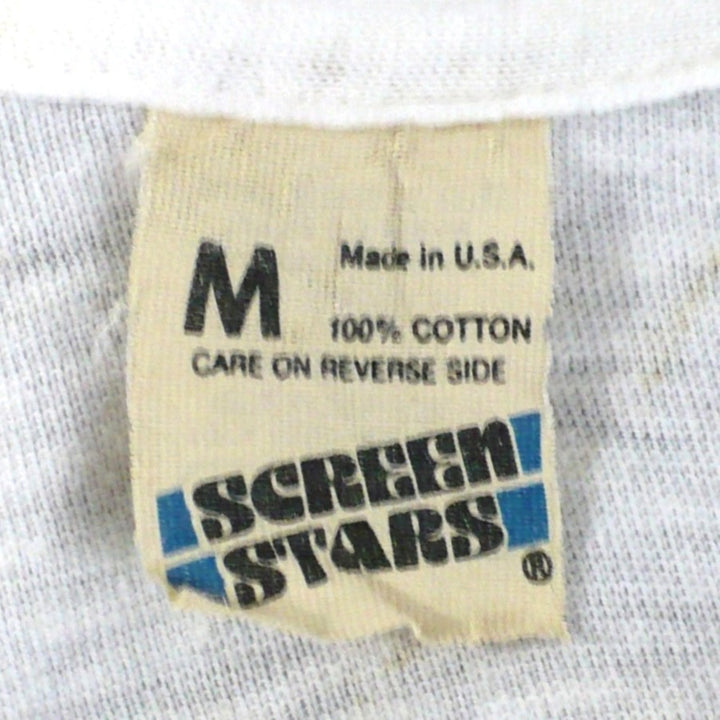 M
Made in U.S.A.
100% COTTON
CARE ON REVERSE SIDE
SCREEN
STARS
®